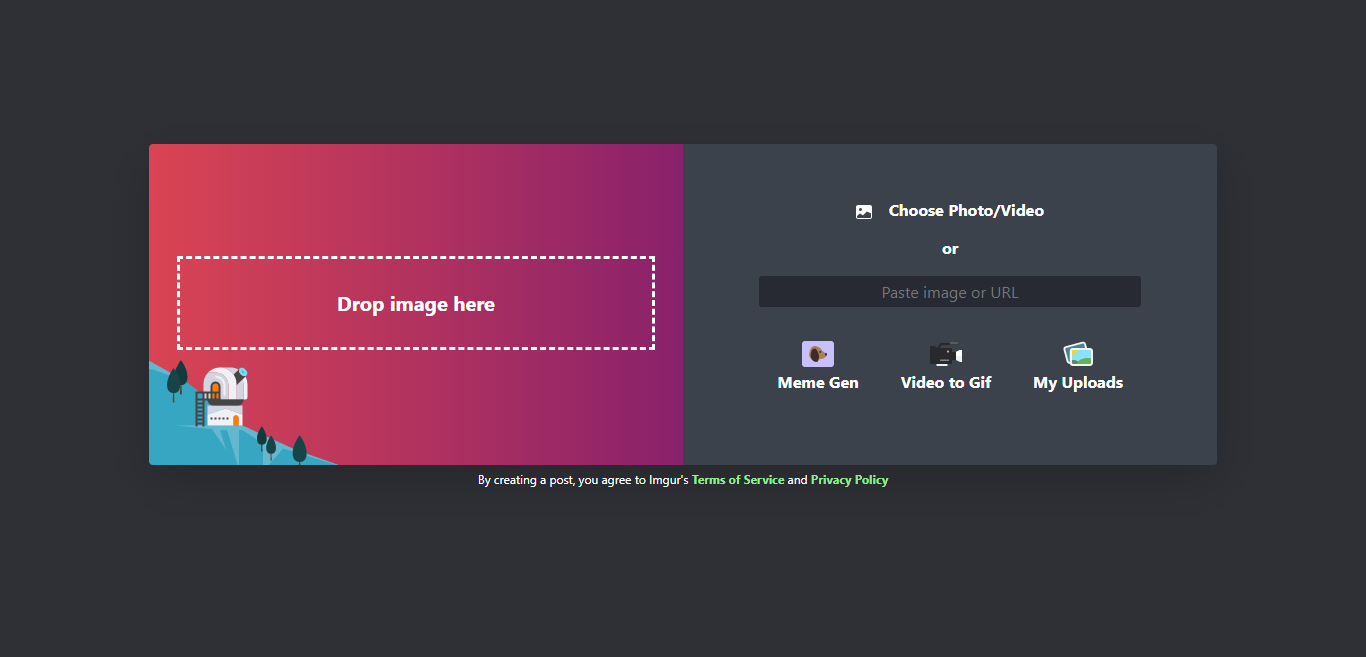 Drop image here
Choose Photo/Video
or
Paste image or URL
Meme Gen
Video to Gif
My Uploads
By creating a post, you agree to Imgur's Terms of Service and Privacy Policy